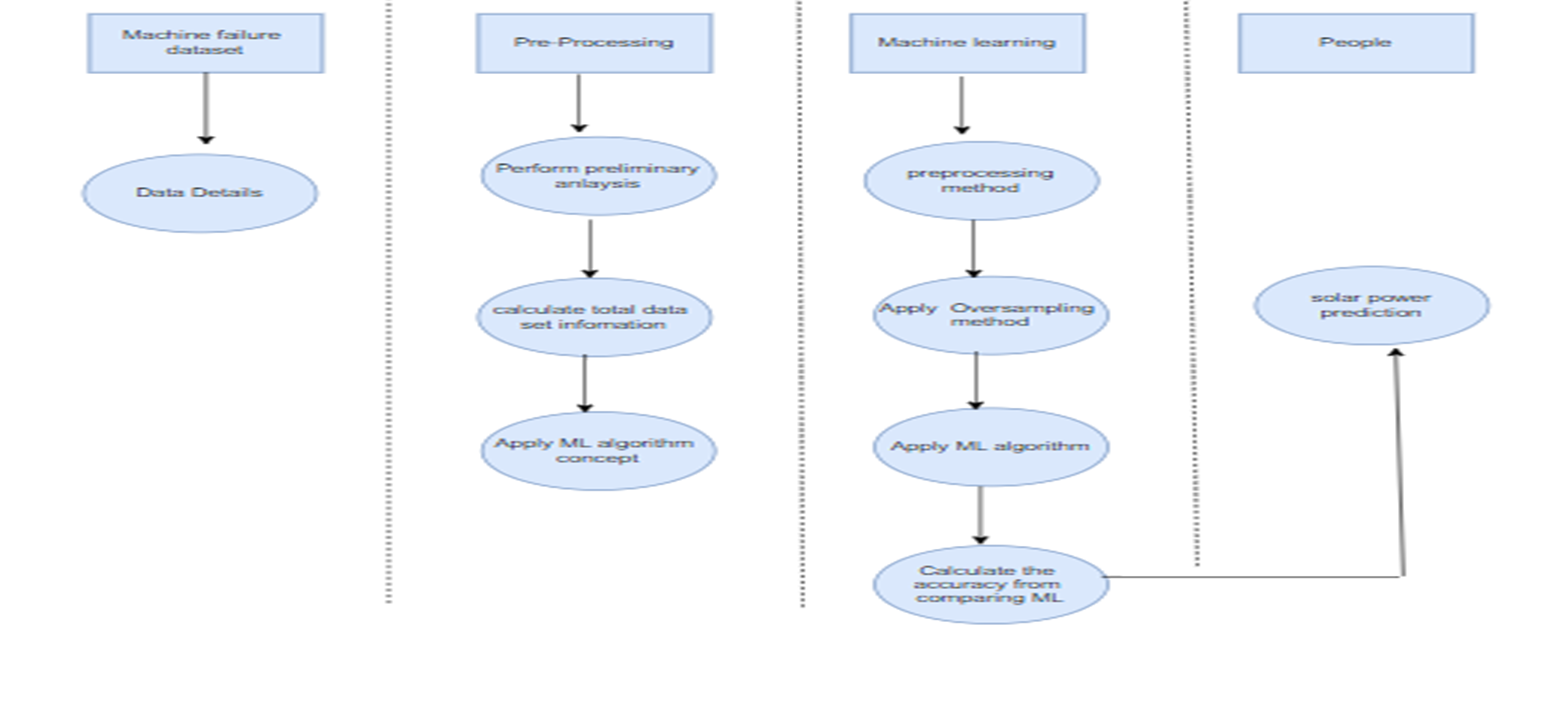 Machine failure
dataset
Data Details
Pre-Processing
Perform preliminary
anlaysis
calculate total data
set infomation
Apply ML algorithm
concept
Machine learning
preprocessing
method
Apply  Oversampling
method
Apply ML algorithm
Calculate the
accuracy from
comparing ML
People
solar power
prediction